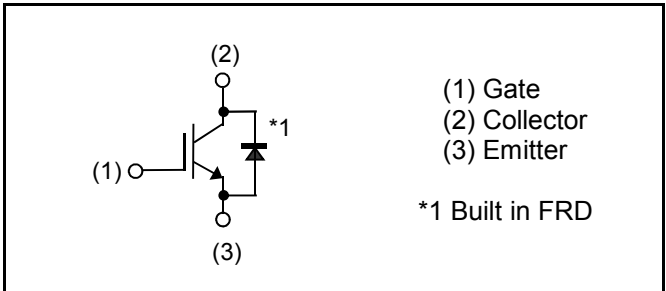 (2)
*1
(1)
(3)
(1) Gate
(2) Collector
(3) Emitter
*1 Built in FRD